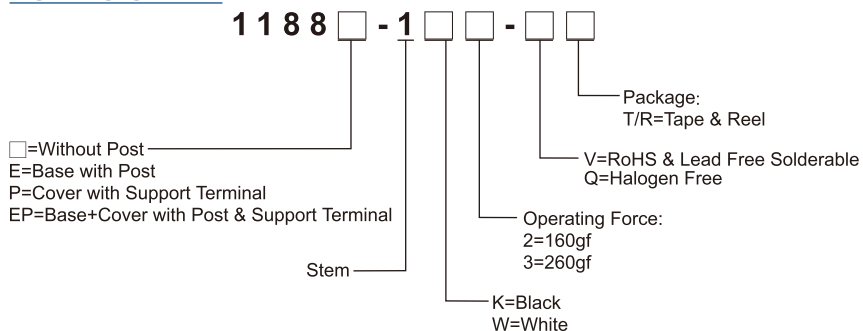 1188□-1□□-□□
Package:
T/R=Tape & Reel
□=Without Post
V=RoHS & Lead Free Solderable
E=Base with Post
Q=Halogen Free
P=Cover with Support Terminal
EP=Base+Cover with Post & Support Terminal
Operating Force:
2=160gf
3=260gf
Stem
K=Black
W=White